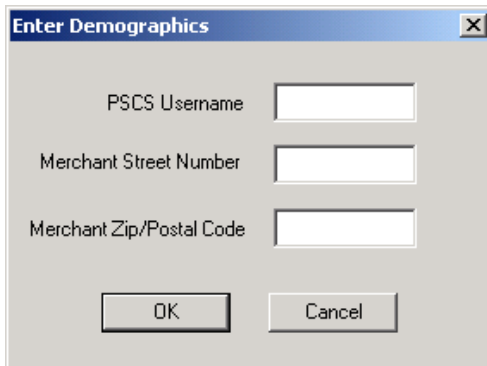 Enter Demographics
PSCS Username
Merchant Street Number
Merchant Zip/Postal Code
OK Cancel